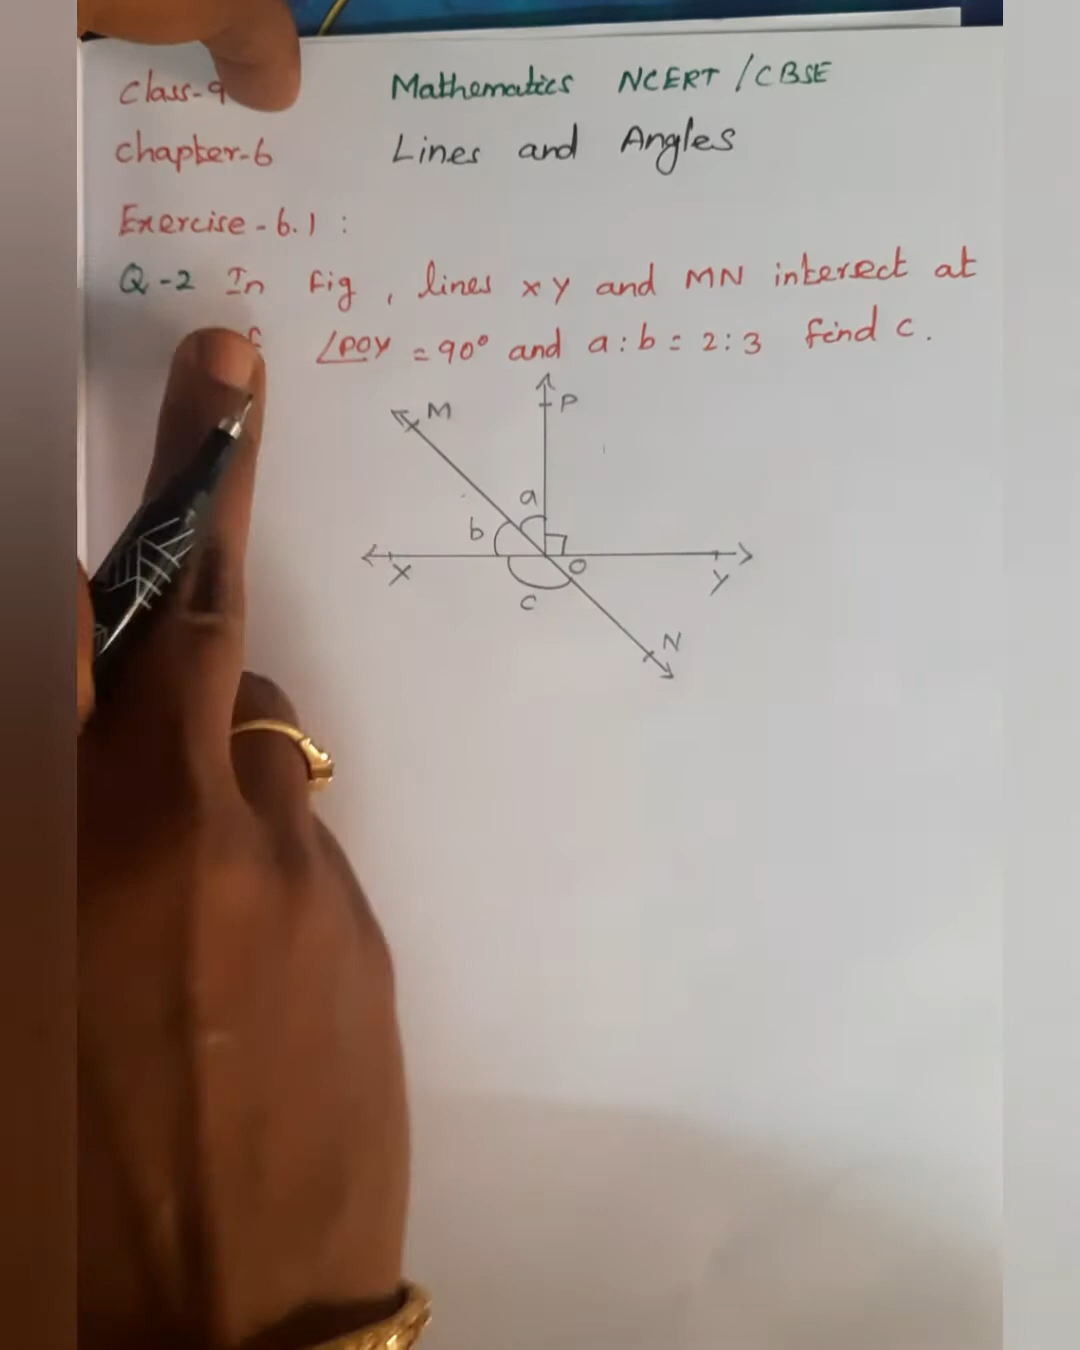 Class-9
Mathematics NCERT / CBSE
Chapter-6
Lines and Angles
Exercise - 6.1 :
Q-2 In Fig, lines xy and MN intersect at
∠POY = 90° and a : b = 2 : 3 find c.
M
P
a
b
X
O
Y
c
N